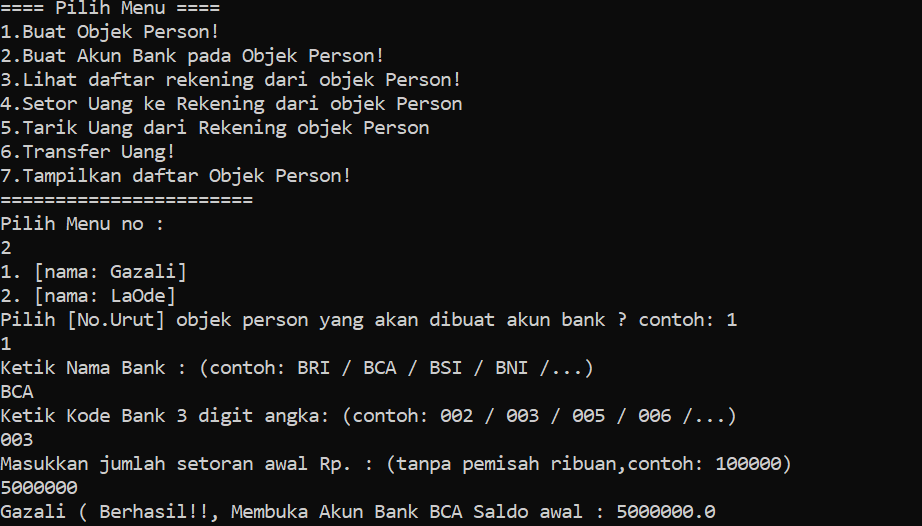 ==== Pilih Menu ====
1.Buat Objek Person!
2.Buat Akun Bank pada Objek Person!
3.Lihat daftar rekening dari objek Person!
4.Setor Uang ke Rekening dari objek Person
5.Tarik Uang dari Rekening objek Person
6.Transfer Uang!
7.Tampilkan daftar Objek Person!
=======================
Pilih Menu no :
2
1. [nama: Gazali]
2. [nama: LaOde]
Pilih [No.Urut] objek person yang akan dibuat akun bank ? contoh: 1
1
Ketik Nama Bank : (contoh: BRI / BCA / BSI / BNI /...)
BCA
Ketik Kode Bank 3 digit angka: (contoh: 002 / 003 / 005 / 006 /...)
003
Masukkan jumlah setoran awal Rp. : (tanpa pemisah ribuan,contoh: 100000)
5000000
Gazali ( Berhasil!!, Membuka Akun Bank BCA Saldo awal : 5000000.0